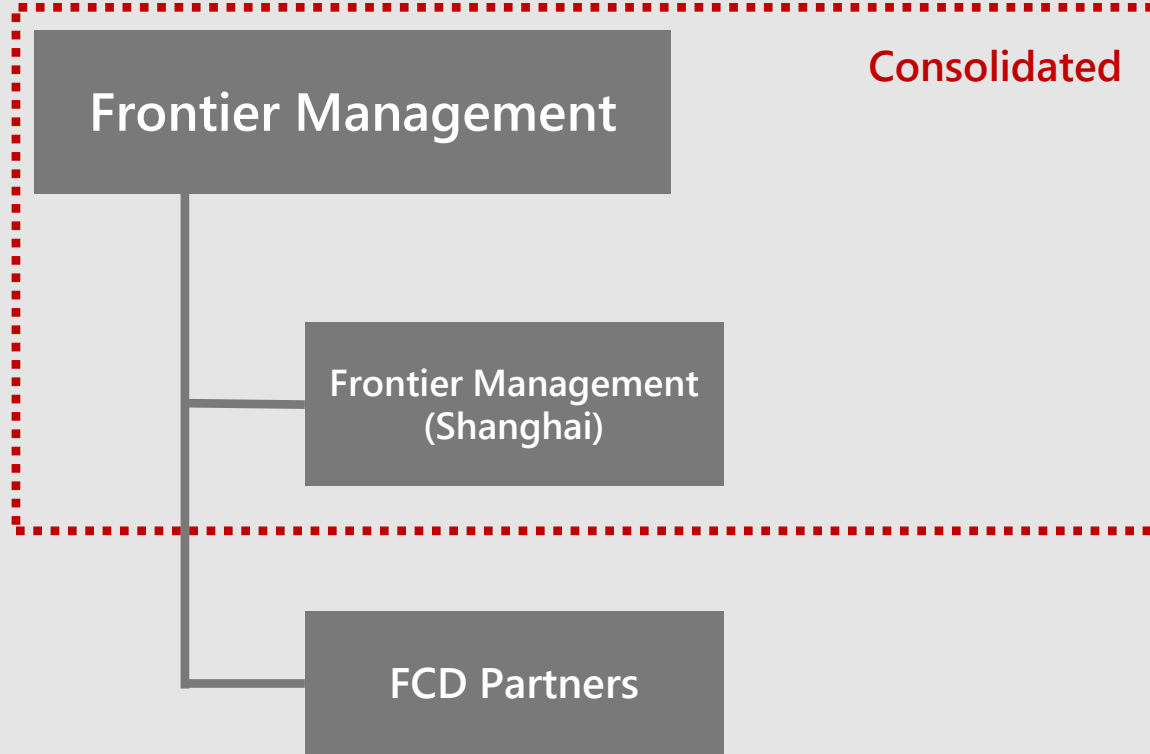 Consolidated
Frontier Management
Frontier Management
(Shanghai)
FCD Partners